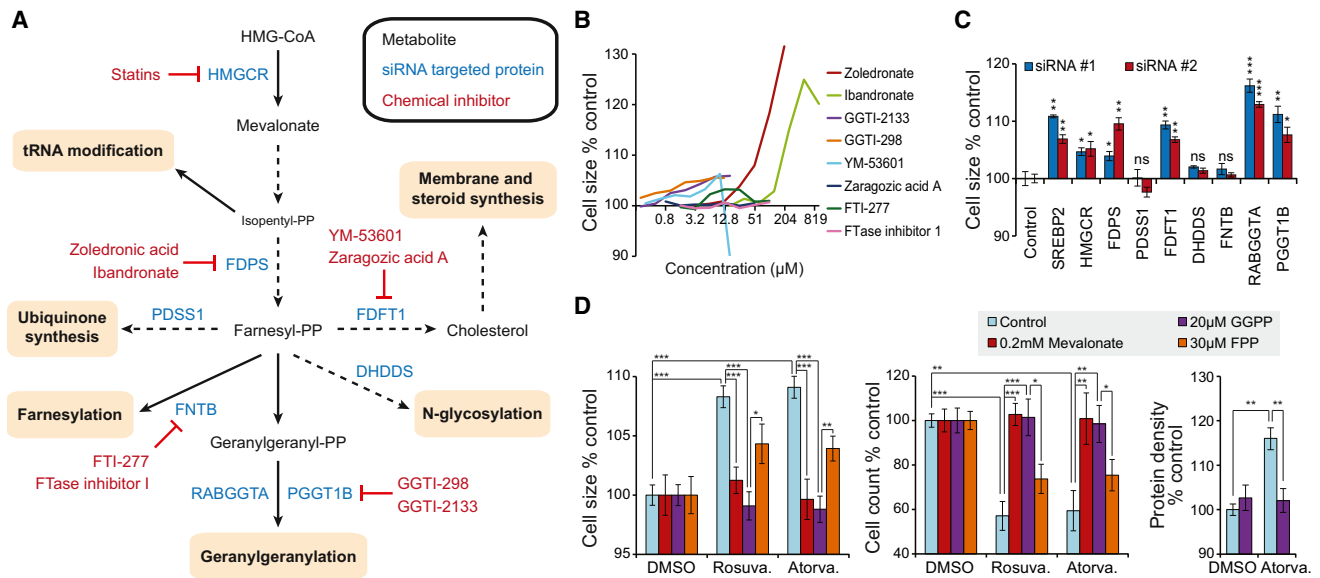 A
HMG-CoA
Statins
HMGCR
Mevalonate
tRNA modification
Isopentyl-PP
Zoledronic acid
Ibandronate
FDPS
YM-53601
Zaragozic acid A
Membrane and
steroid synthesis
Ubiquinone
synthesis
PDSS1
Farnesyl-PP
FDFT1
Cholesterol
DHDDS
Farnesylation
FNTB
N-glycosylation
FTI-277
FTase inhibitor I
Geranylgeranyl-PP
RABGGTA
PGGT1B
GGTI-298
GGTI-2133
Geranylgeranylation
Metabolite
siRNA targeted protein
Chemical inhibitor
B
Cell size % control
130
120
110
100
90
0.8 3.2 12.8 51 204 819
Concentration (µM)
Zoledronate
Ibandronate
GGTI-2133
GGTI-298
YM-53601
Zaragozic acid A
FTI-277
FTase inhibitor 1
C
Cell size % control
120
110
100
90
siRNA #1 siRNA #2
** ** * * * ** ** ** ns ns ns *** *** ** *
Control
SREBP2
HMGCR
FDPS
PDSS1
FDFT1
DHDDS
FNTB
RABGGTA
PGGT1B
D
Control
0.2mM Mevalonate
20µM GGPP
30µM FPP
Cell size % control
110
105
100
95
*** *** *** *** * *** *** **
DMSO Rosuva. Atorva.
Cell count % control
120
100
80
60
40
** *** *** *** * ** ** *
DMSO Rosuva. Atorva.
Protein density
% control
130
120
110
100
90
** **
DMSO Atorva.